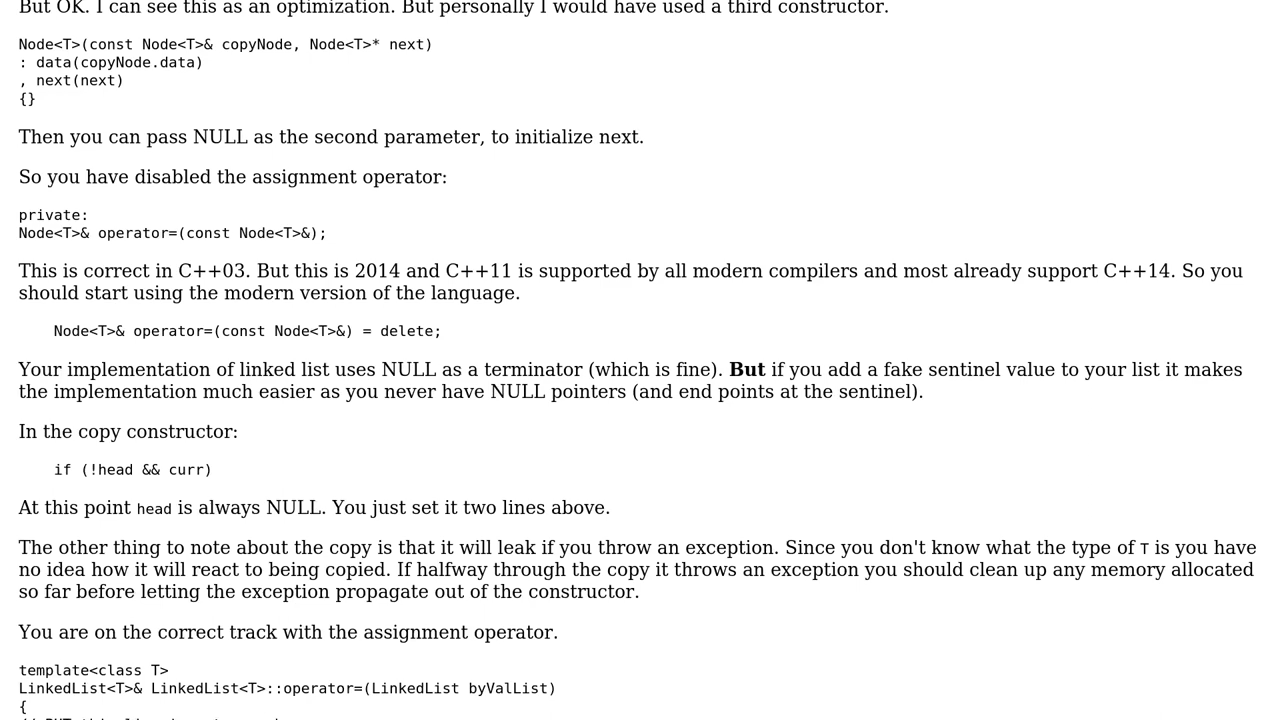 But OK. I can see this as an optimization. But personally I would have used a third constructor.
Node<T>(const Node<T>& copyNode, Node<T>* next)
: data(copyNode.data)
, next(next)
{}
Then you can pass NULL as the second parameter, to initialize next.
So you have disabled the assignment operator:
private:
Node<T>& operator=(const Node<T>&);
This is correct in C++03. But this is 2014 and C++11 is supported by all modern compilers and most already support C++14. So you
should start using the modern version of the language.
Node<T>& operator=(const Node<T>&) = delete;
Your implementation of linked list uses NULL as a terminator (which is fine). But if you add a fake sentinel value to your list it makes
the implementation much easier as you never have NULL pointers (and end points at the sentinel).
In the copy constructor:
if (!head && curr)
At this point head is always NULL. You just set it two lines above.
The other thing to note about the copy is that it will leak if you throw an exception. Since you don't know what the type of T is you have
no idea how it will react to being copied. If halfway through the copy it throws an exception you should clean up any memory allocated
so far before letting the exception propagate out of the constructor.
You are on the correct track with the assignment operator.
template<class T>
LinkedList<T>& LinkedList<T>::operator=(LinkedList byValList)
{